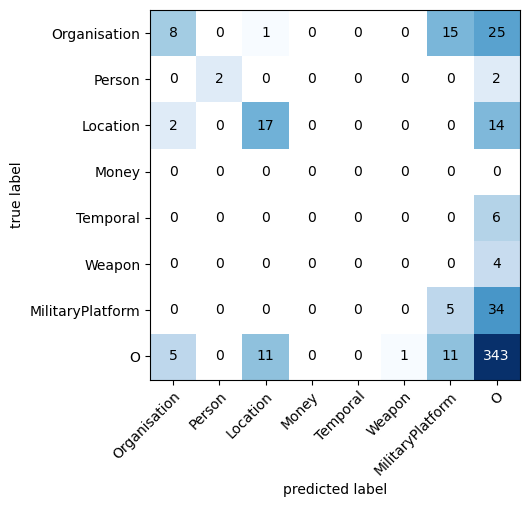 Organisation 8 0 1 0 0 0 15 25
Person 0 2 0 0 0 0 0 2
Location 2 0 17 0 0 0 0 14
Money 0 0 0 0 0 0 0 0
Temporal 0 0 0 0 0 0 0 6
Weapon 0 0 0 0 0 0 0 4
MilitaryPlatform 0 0 0 0 0 0 5 34
O 5 0 11 0 0 1 11 343
true label
Organisation Person Location Money Temporal Weapon MilitaryPlatform O
predicted label